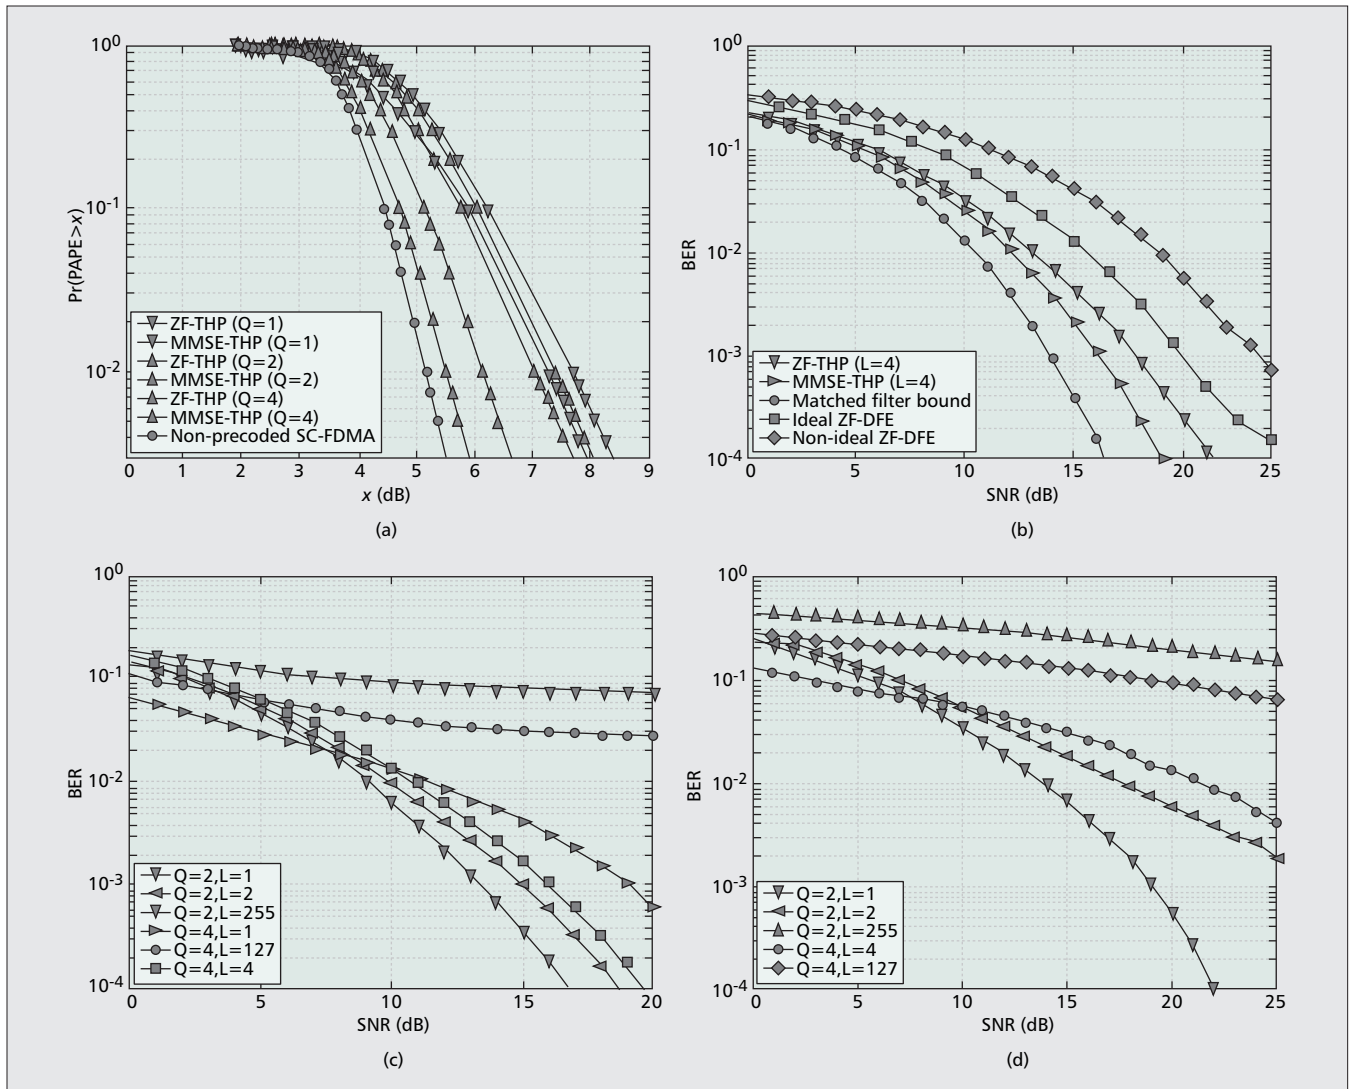 10^0
10^-1
10^-2
Pr(PAPE>x)
ZF-THP (Q=1)
MMSE-THP (Q=1)
ZF-THP (Q=2)
MMSE-THP (Q=2)
ZF-THP (Q=4)
MMSE-THP (Q=4)
Non-precoded SC-FDMA
0 1 2 3 4 5 6 7 8 9
x (dB)
(a)
10^0
10^-1
10^-2
10^-3
10^-4
BER
ZF-THP (L=4)
MMSE-THP (L=4)
Matched filter bound
Ideal ZF-DFE
Non-ideal ZF-DFE
0 5 10 15 20 25
SNR (dB)
(b)
10^0
10^-1
10^-2
10^-3
10^-4
BER
Q=2,L=1
Q=2,L=2
Q=2,L=255
Q=4,L=1
Q=4,L=127
Q=4,L=4
0 5 10 15 20
SNR (dB)
(c)
10^0
10^-1
10^-2
10^-3
10^-4
BER
Q=2,L=1
Q=2,L=2
Q=2,L=255
Q=4,L=4
Q=4,L=127
0 5 10 15 20 25
SNR (dB)
(d)